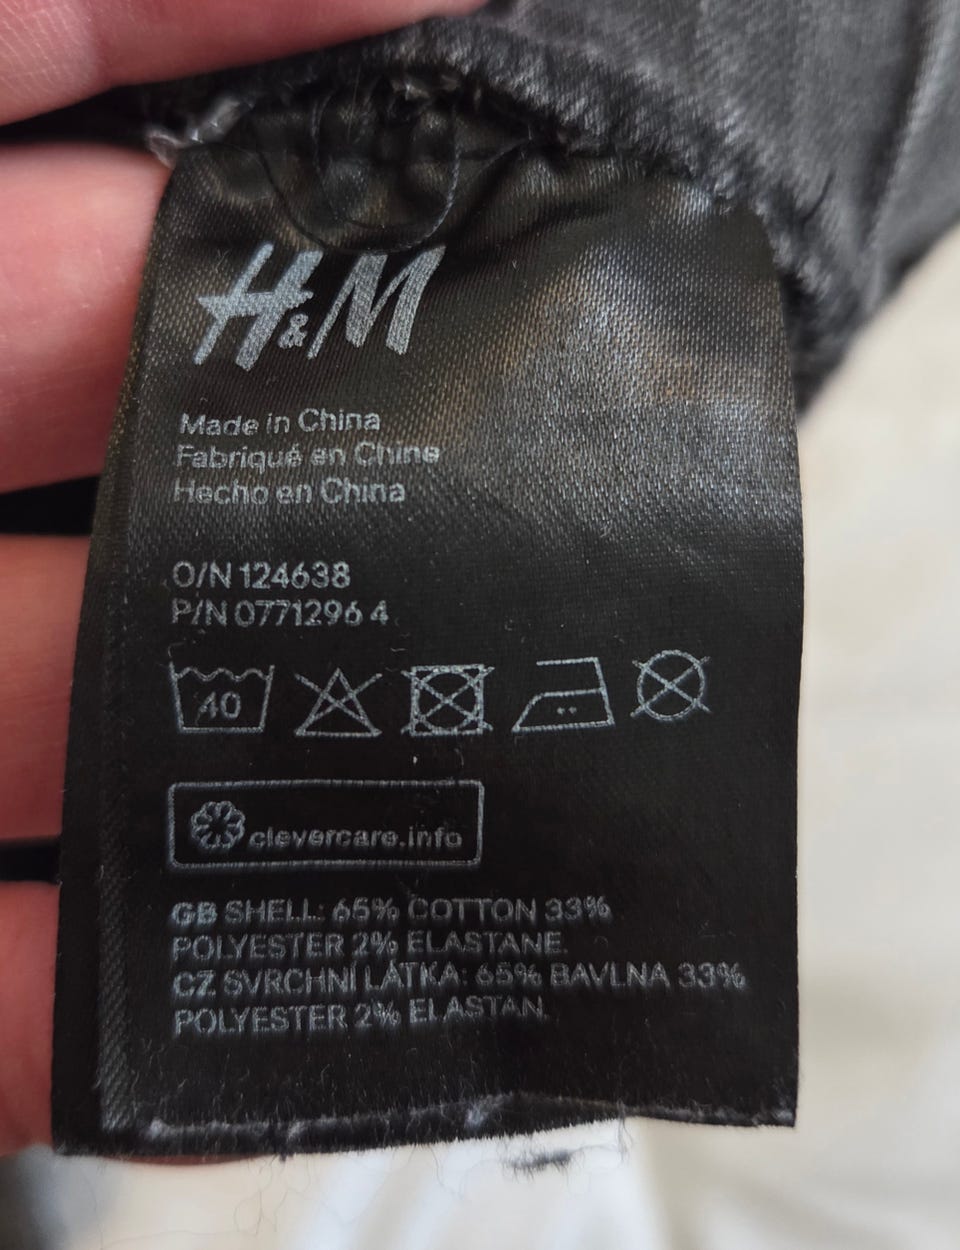 H&M
Made in China
Fabriqué en Chine
Hecho en China
O/N 124638
P/N 0771296 4
40
clevercare.info
GB SHELL: 65% COTTON 33%
POLYESTER 2% ELASTANE.
CZ SVRCHNÍ LÁTKA: 65% BAVLNA 33%
POLYESTER 2% ELASTAN.